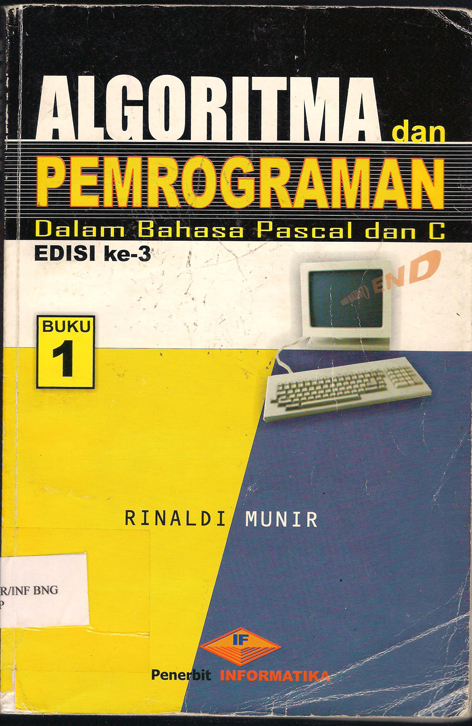 ALGORITMA dan
PEMROGRAMAN
Dalam Bahasa Pascal dan C
EDISI ke-3
END
BUKU
1
RINALDI MUNIR
R/INF BNG
P
IF
Penerbit INFORMATIKA